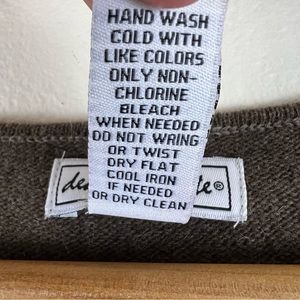 HAND WASH
COLD WITH
LIKE COLORS
ONLY NON-
CHLORINE
BLEACH
WHEN NEEDED
DO NOT WRING
OR TWIST
DRY FLAT
COOL IRON
IF NEEDED
OR DRY CLEAN